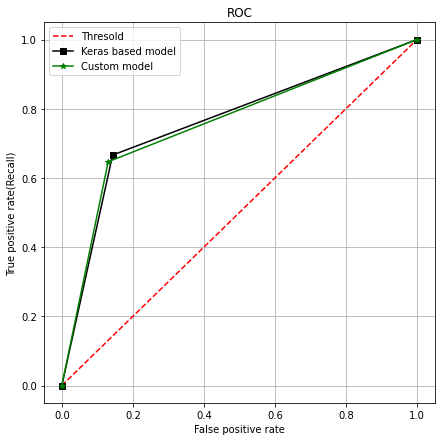 ROC
Thresold
Keras based model
Custom model
1.0
0.8
0.6
0.4
0.2
0.0
True positive rate(Recall)
0.0 0.2 0.4 0.6 0.8 1.0
False positive rate